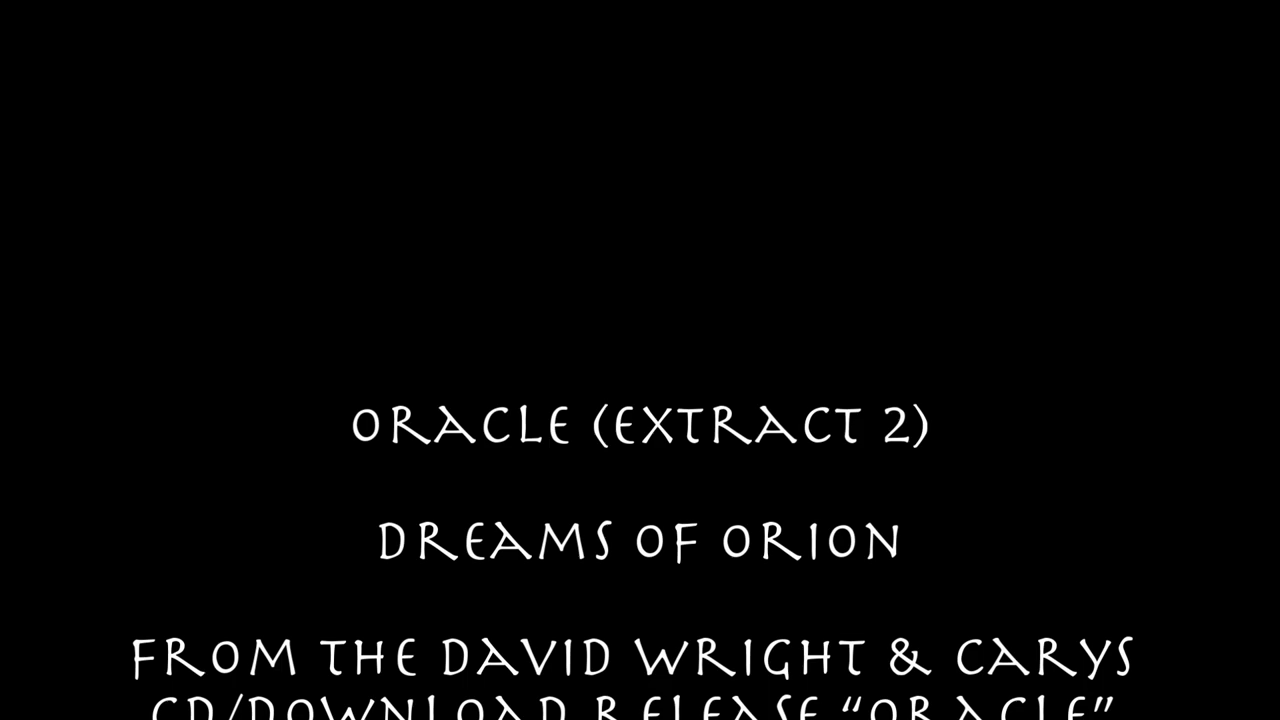 ORACLE (EXTRACT 2)
DREAMS OF ORION
FROM THE DAVID WRIGHT & CARYS
CD/DOWNLOAD RELEASE “ORACLE”